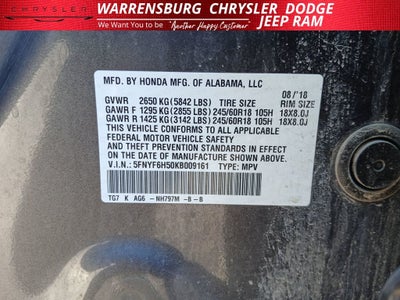 CHRYSLER
WARRENSBURG CHRYSLER DODGE
JEEP RAM
We Want You to be "Another Happy Customer"
MFD. BY HONDA MFG. OF ALABAMA, LLC 08/'18
GVWR 2650 KG(5842 LBS) TIRE SIZE RIM SIZE
GAWR F 1295 KG(2855 LBS)245/60R18 105H 18X8.0J
GAWR R 1425 KG(3142 LBS)245/60R18 105H 18X8.0J
THIS VEHICLE CONFORMS TO ALL APPLICABLE
FEDERAL MOTOR VEHICLE SAFETY
AND THEFT PREVENTION STANDARDS IN EFFECT ON
THE DATE OF MANUFACTURE SHOWN ABOVE.
V.I.N.: 5FNYF6H50KB009161 TYPE: MPV
TG7 K AG6 -NH797M -B -B